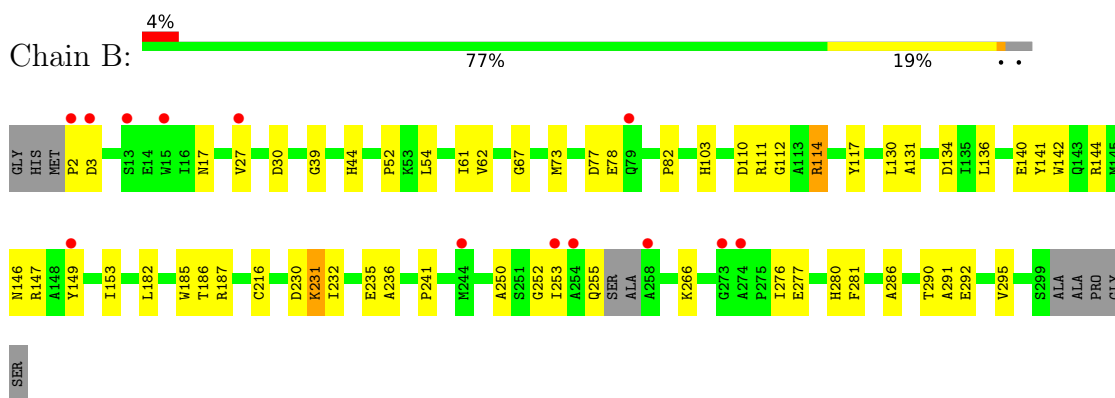 4%
Chain B:
77% 19% • •
GLY HIS MET P2 D3 S13 E14 W15 I16 N17 V27 D30 G39 H44 P52 K53 L54 I61 V62 G67 M73 D77 E78 Q79 P82 H103 D110 R111 G112 A113 R114 Y117 L130 A131 D134 I135 L136 E140 Y141 W142 Q143 R144 M145
N146 R147 A148 Y149 I153 L182 W185 T186 R187 C216 D230 K231 I232 E235 A236 P241 M244 A250 S251 G252 I253 A254 Q255 SER ALA A258 K266 G273 A274 P275 I276 E277 H280 F281 A286 T290 A291 E292 V295 S299 ALA ALA PRO GLY
SER